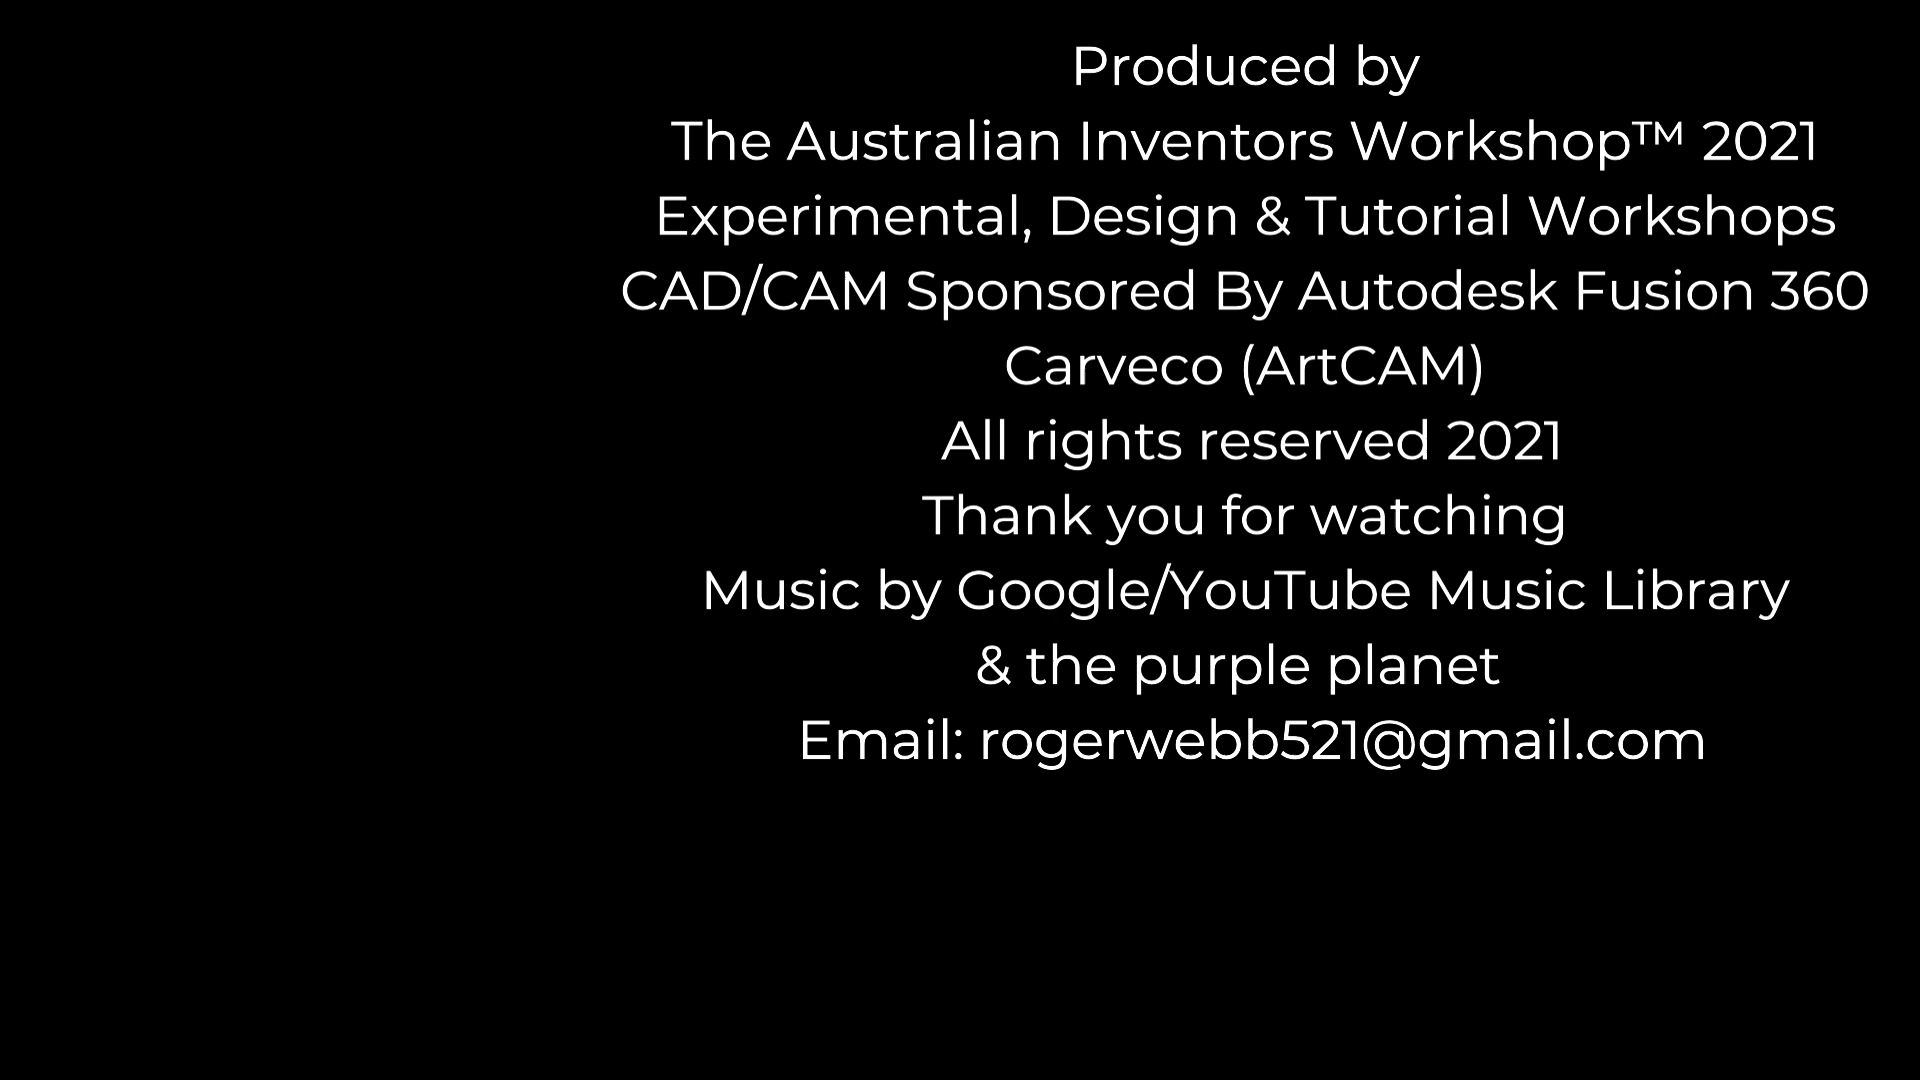 Produced by
The Australian Inventors Workshop™ 2021
Experimental, Design & Tutorial Workshops
CAD/CAM Sponsored By Autodesk Fusion 360
Carveco (ArtCAM)
All rights reserved 2021
Thank you for watching
Music by Google/YouTube Music Library
& the purple planet
Email: rogerwebb521@gmail.com